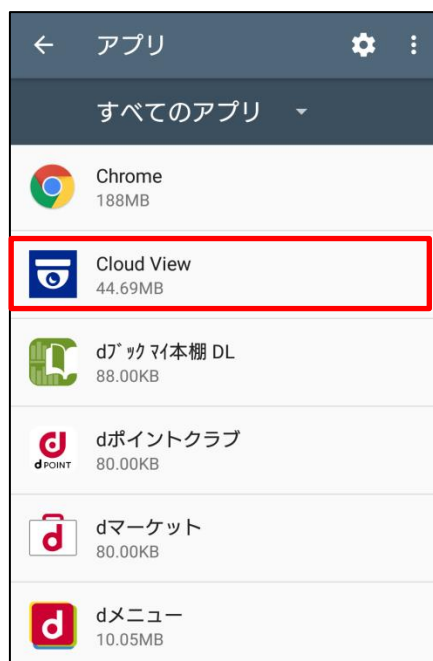 アプリ
すべてのアプリ
Chrome
188MB
Cloud View
44.69MB
dﾌﾞｯｸ ﾏｲ本棚 DL
88.00KB
dポイントクラブ
80.00KB
d POINT
dマーケット
80.00KB
d
dメニュー
10.05MB
d